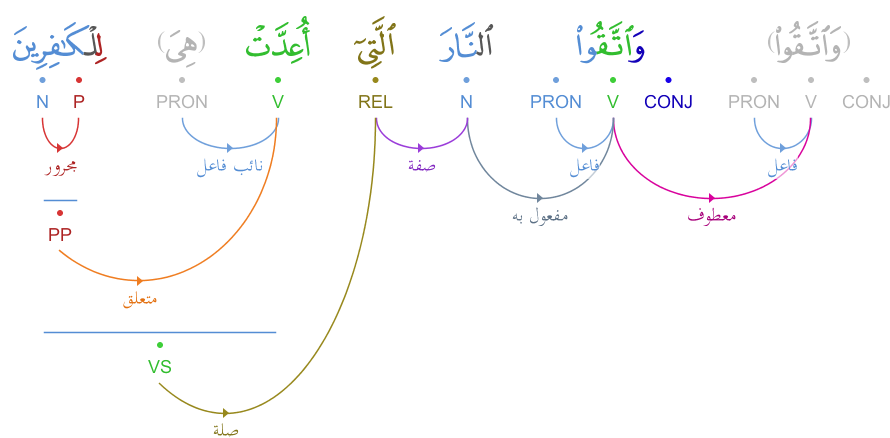 (وَٱتَّقُوا۟) وَٱتَّقُوا۟ ٱلنَّارَ ٱلَّتِىٓ أُعِدَّتْ (هِىَ) لِلْكَـٰفِرِينَ
CONJ V PRON CONJ V PRON N REL V PRON P N
فاعل فاعل صفة نائب فاعل مجرور
معطوف مفعول به
PP
متعلق
VS
صلة